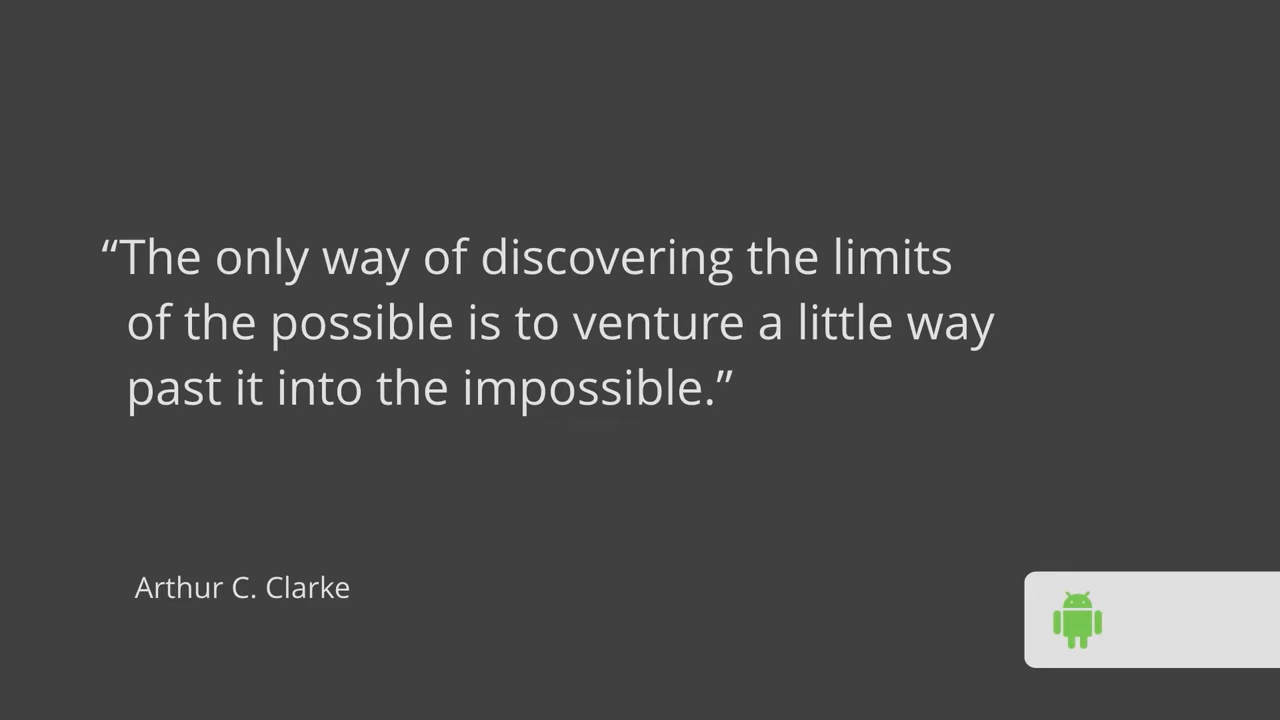 “The only way of discovering the limits
of the possible is to venture a little way
past it into the impossible.”
Arthur C. Clarke